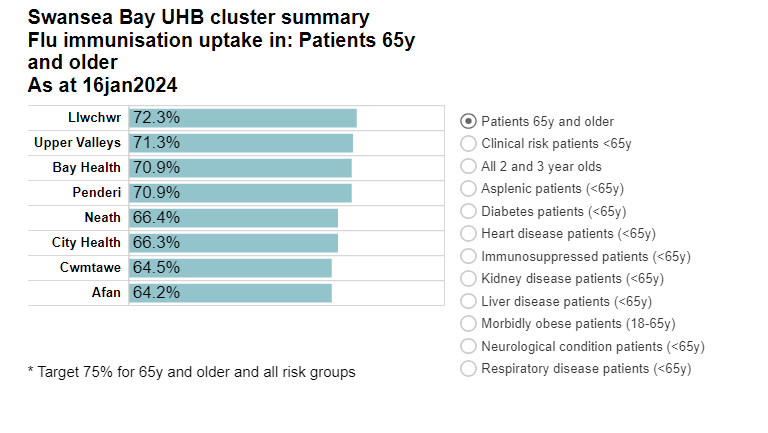 Swansea Bay UHB cluster summary
Flu immunisation uptake in: Patients 65y
and older
As at 16jan2024
Llwchwr 72.3%
Upper Valleys 71.3%
Bay Health 70.9%
Penderi 70.9%
Neath 66.4%
City Health 66.3%
Cwmtawe 64.5%
Afan 64.2%
* Target 75% for 65y and older and all risk groups
Patients 65y and older
Clinical risk patients <65y
All 2 and 3 year olds
Asplenic patients (<65y)
Diabetes patients (<65y)
Heart disease patients (<65y)
Immunosuppressed patients (<65y)
Kidney disease patients (<65y)
Liver disease patients (<65y)
Morbidly obese patients (18-65y)
Neurological condition patients (<65y)
Respiratory disease patients (<65y)